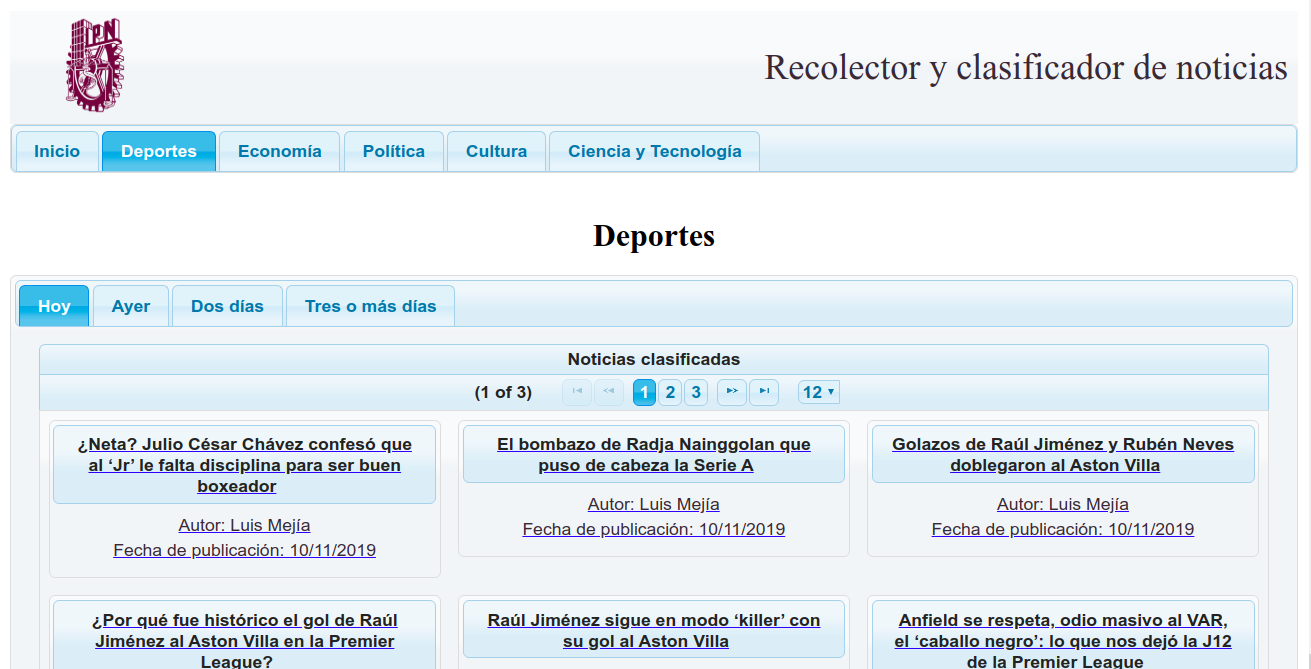 IPN
Recolector y clasificador de noticias
Inicio Deportes Economía Política Cultura Ciencia y Tecnología
Deportes
Hoy Ayer Dos días Tres o más días
Noticias clasificadas
(1 of 3) 1 2 3 12
¿Neta? Julio César Chávez confesó que
al ‘Jr’ le falta disciplina para ser buen
boxeador
Autor: Luis Mejía
Fecha de publicación: 10/11/2019
El bombazo de Radja Nainggolan que
puso de cabeza la Serie A
Autor: Luis Mejía
Fecha de publicación: 10/11/2019
Golazos de Raúl Jiménez y Rubén Neves
doblegaron al Aston Villa
Autor: Luis Mejía
Fecha de publicación: 10/11/2019
¿Por qué fue histórico el gol de Raúl
Jiménez al Aston Villa en la Premier
League?
Raúl Jiménez sigue en modo ‘killer’ con
su gol al Aston Villa
Anfield se respeta, odio masivo al VAR,
el ‘caballo negro’: lo que nos dejó la J12
de la Premier League